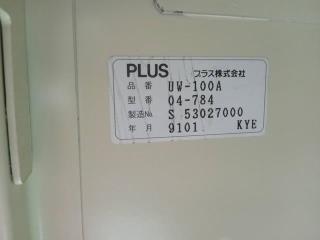 PLUS プラス株式会社
品 番 UW-100A
型 番 04-784
製造No. S 53027000
年 月 9101 KYE